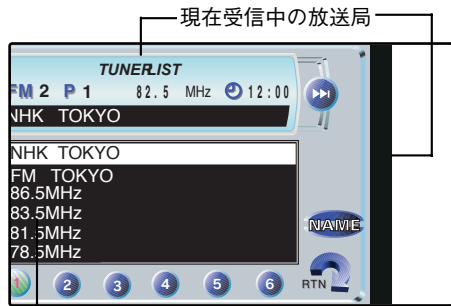 現在受信中の放送局
TUNER LIST
FM 2 P 1 82.5 MHz 12:00
NHK TOKYO
NHK TOKYO
FM TOKYO
86.5MHz
83.5MHz
81.5MHz
78.5MHz
NAME
1 2 3 4 5 6 RTN